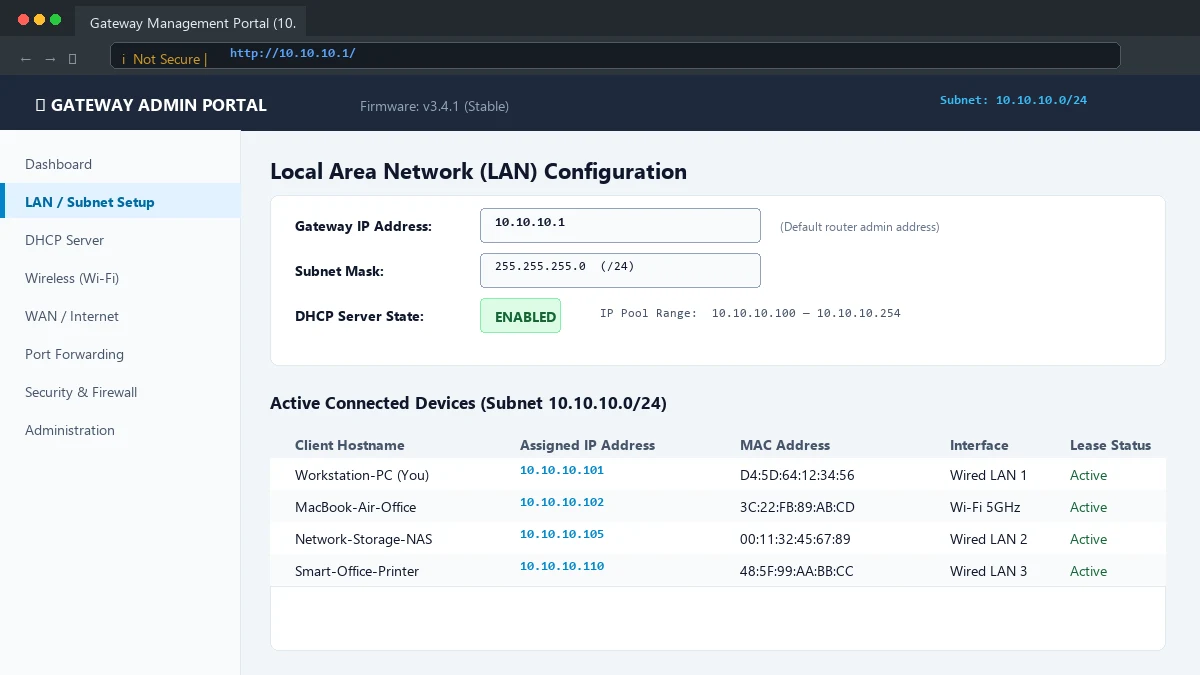 Gateway Management Portal (10.
← → i Not Secure | http://10.10.10.1/
GATEWAY ADMIN PORTAL
Firmware: v3.4.1 (Stable)
Subnet: 10.10.10.0/24
Dashboard
LAN / Subnet Setup
DHCP Server
Wireless (Wi-Fi)
WAN / Internet
Port Forwarding
Security & Firewall
Administration
Local Area Network (LAN) Configuration
Gateway IP Address: 10.10.10.1 (Default router admin address)
Subnet Mask: 255.255.255.0 (/24)
DHCP Server State: ENABLED IP Pool Range: 10.10.10.100 — 10.10.10.254
Active Connected Devices (Subnet 10.10.10.0/24)
Client Hostname Assigned IP Address MAC Address Interface Lease Status
Workstation-PC (You) 10.10.10.101 D4:5D:64:12:34:56 Wired LAN 1 Active
MacBook-Air-Office 10.10.10.102 3C:22:FB:89:AB:CD Wi-Fi 5GHz Active
Network-Storage-NAS 10.10.10.105 00:11:32:45:67:89 Wired LAN 2 Active
Smart-Office-Printer 10.10.10.110 48:5F:99:AA:BB:CC Wired LAN 3 Active